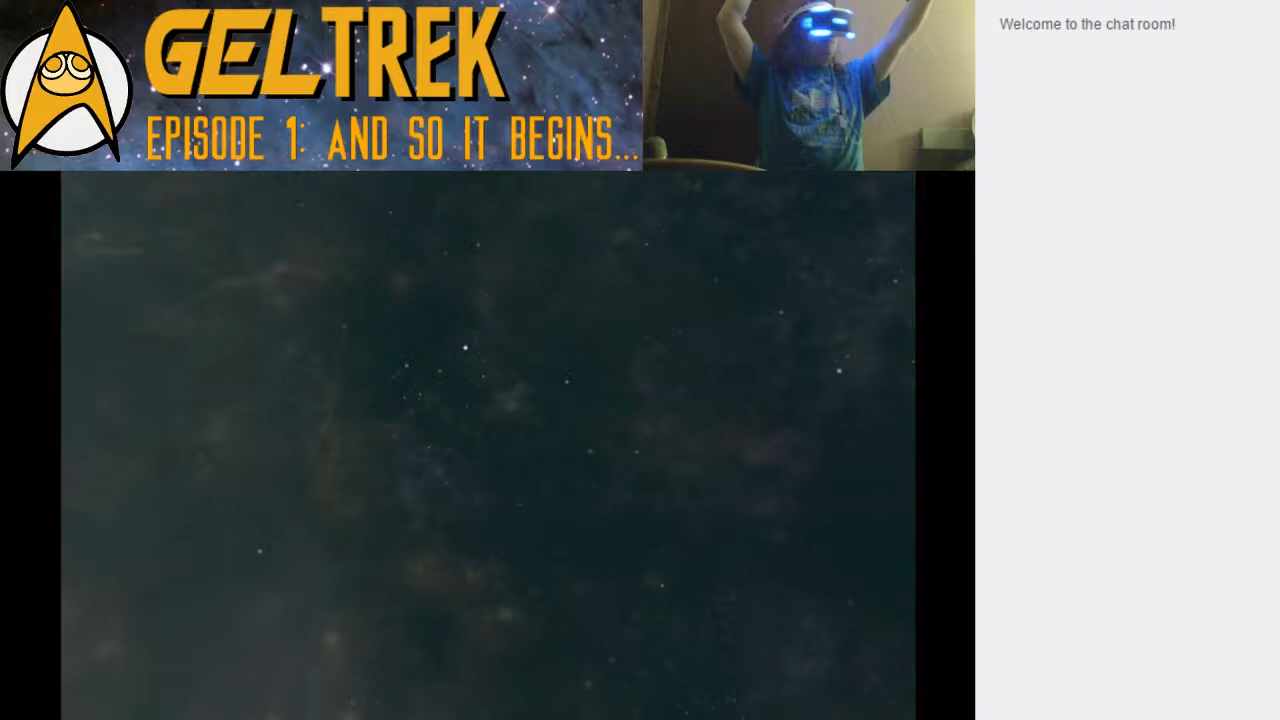 GELTREK
EPISODE 1: AND SO IT BEGINS...
Welcome to the chat room!